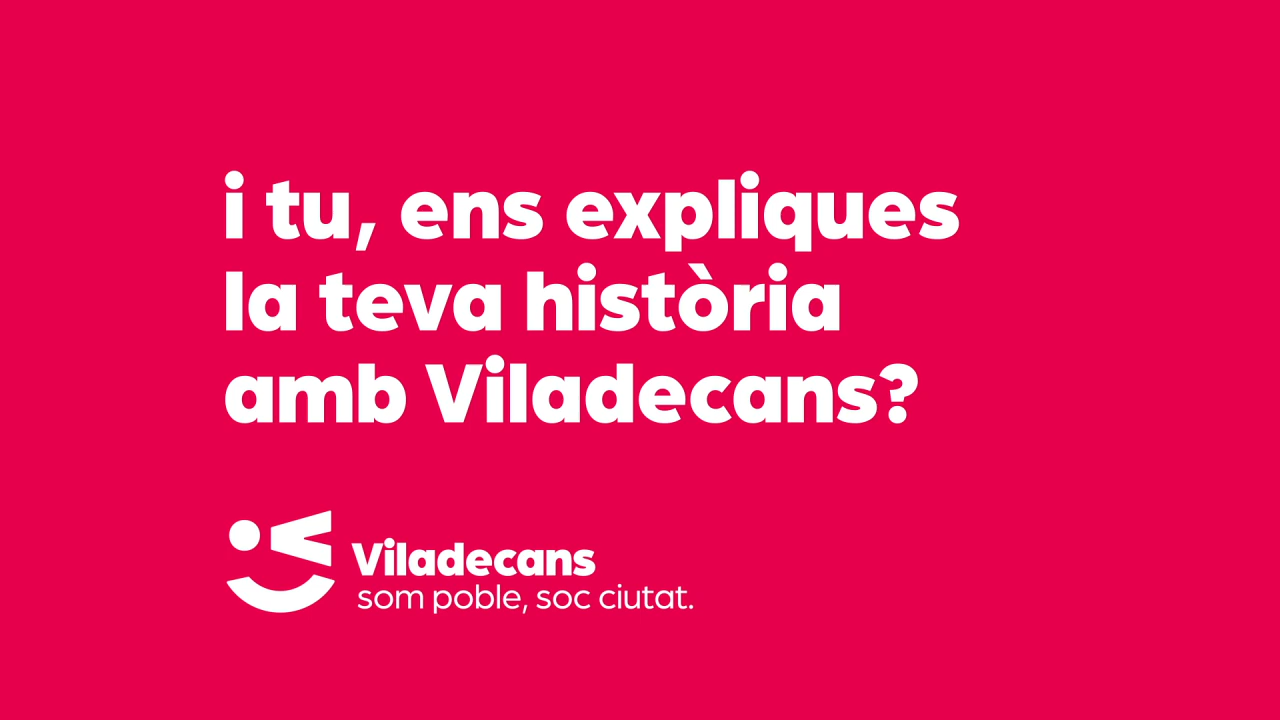 i tu, ens expliques
la teva història
amb Viladecans?
Viladecans
som poble, soc ciutat.